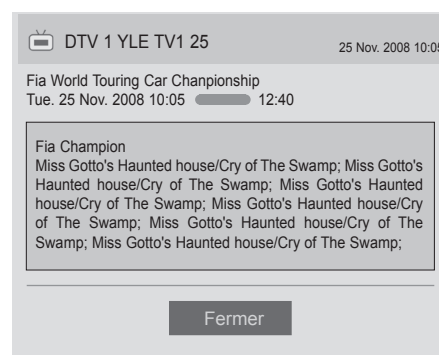 DTV 1 YLE TV1 25 25 Nov. 2008 10:05
Fia World Touring Car Chanpionship
Tue. 25 Nov. 2008 10:05 12:40
Fia Champion
Miss Gotto's Haunted house/Cry of The Swamp; Miss Gotto's
Haunted house/Cry of The Swamp; Miss Gotto's Haunted
house/Cry of The Swamp; Miss Gotto's Haunted house/Cry
of The Swamp; Miss Gotto's Haunted house/Cry of The
Swamp; Miss Gotto's Haunted house/Cry of The Swamp;
Fermer